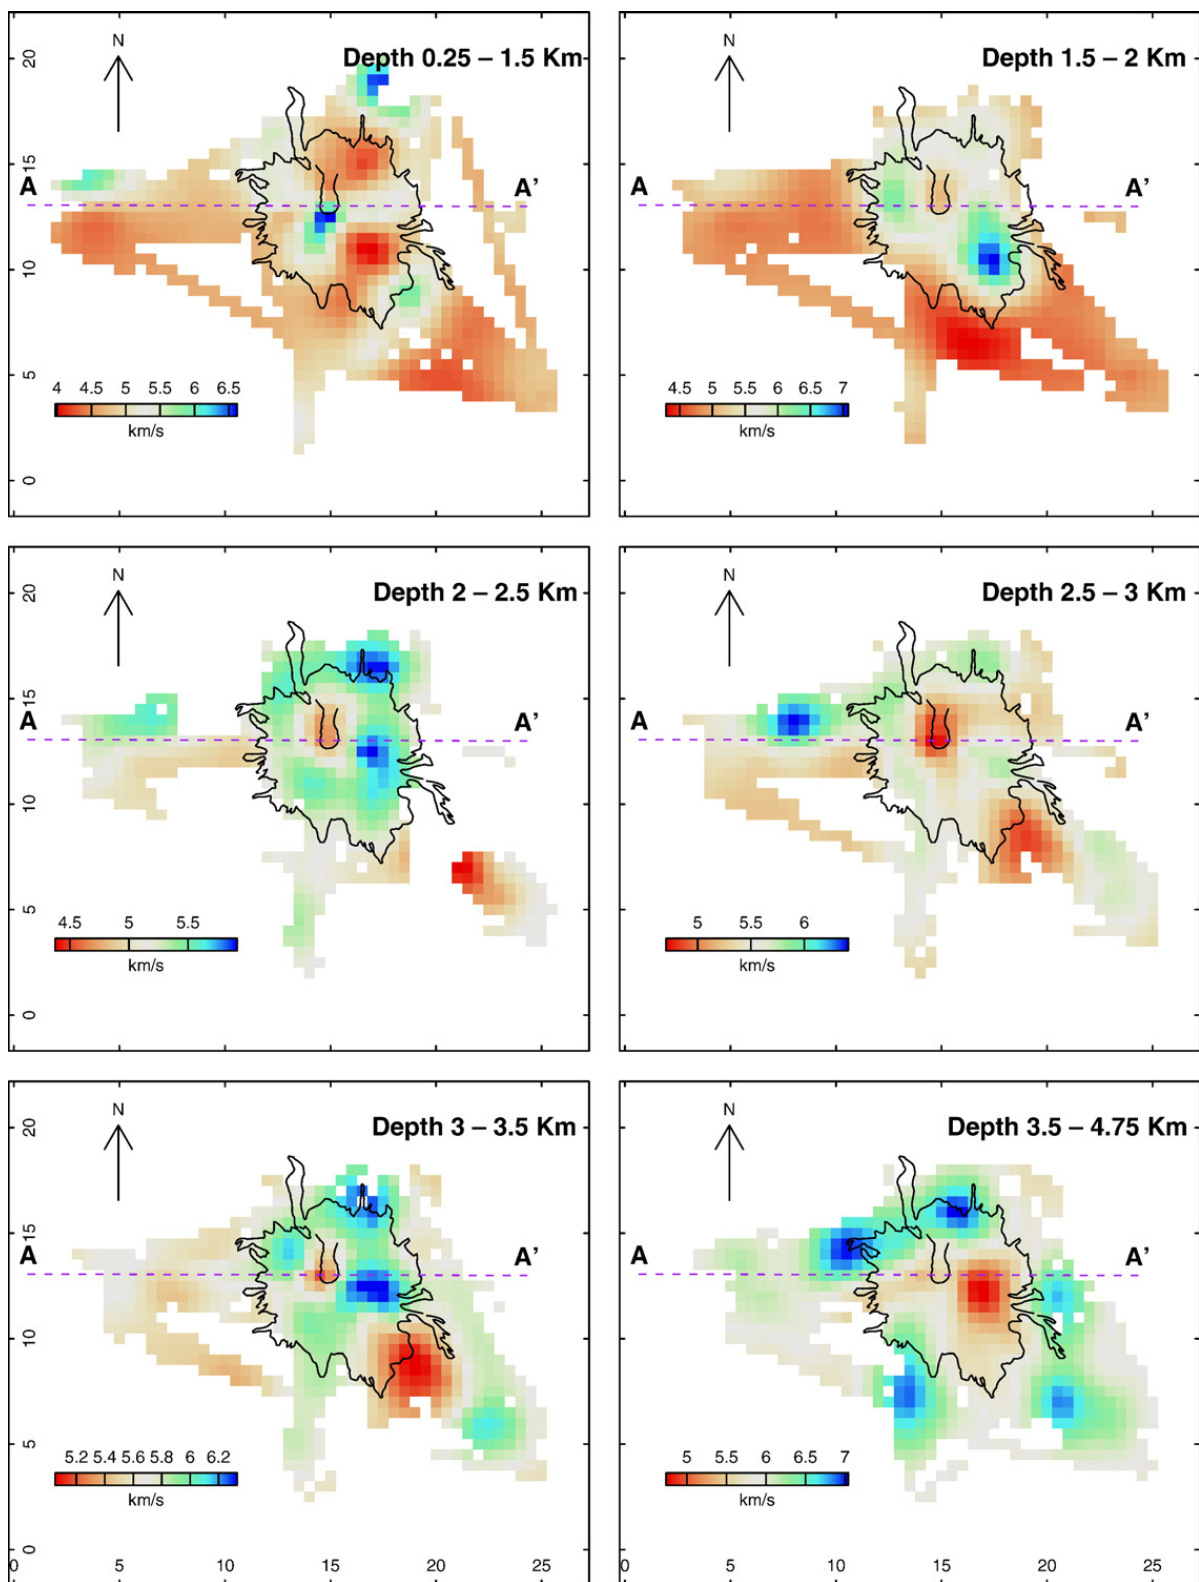 N
Depth 0.25 – 1.5 Km
A
A’
4 4.5 5 5.5 6 6.5
km/s
0 5 10 15 20
N
Depth 1.5 – 2 Km
A
A’
4.5 5 5.5 6 6.5 7
km/s
N
Depth 2 – 2.5 Km
A
A’
4.5 5 5.5
km/s
0 5 10 15 20
N
Depth 2.5 – 3 Km
A
A’
5 5.5 6
km/s
N
Depth 3 – 3.5 Km
A
A’
5.2 5.4 5.6 5.8 6 6.2
km/s
0 5 10 15 20
0 5 10 15 20 25
N
Depth 3.5 – 4.75 Km
A
A’
5 5.5 6 6.5 7
km/s
0 5 10 15 20 25